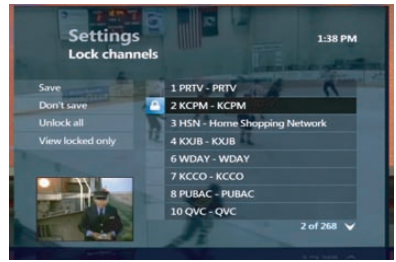 Settings
1:38 PM
Lock channels
Save
Don't save
Unlock all
View locked only
1 PRTV - PRTV
2 KCPM - KCPM
3 HSN - Home Shopping Network
4 KXJB - KXJB
6 WDAY - WDAY
7 KCCO - KCCO
8 PUBAC - PUBAC
10 QVC - QVC
2 of 268